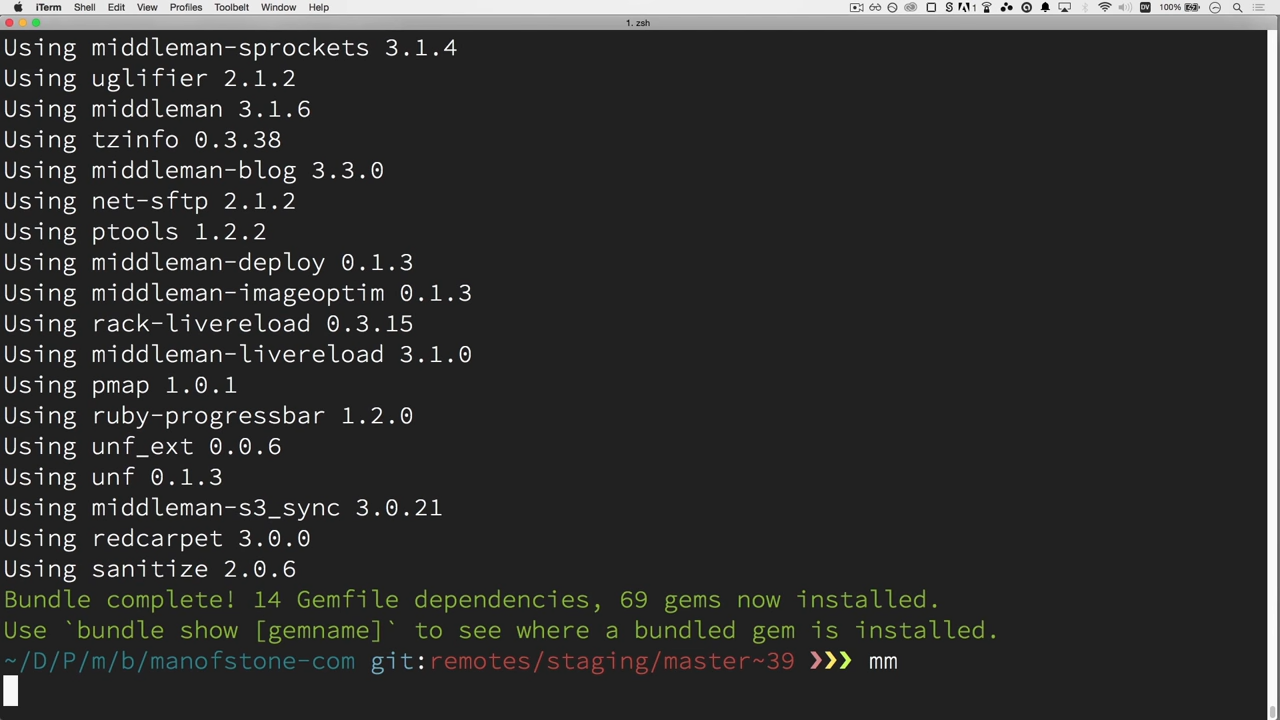 iTerm Shell Edit View Profiles Toolbelt Window Help 1 DV 100%
1. zsh
Using middleman-sprockets 3.1.4
Using uglifier 2.1.2
Using middleman 3.1.6
Using tzinfo 0.3.38
Using middleman-blog 3.3.0
Using net-sftp 2.1.2
Using ptools 1.2.2
Using middleman-deploy 0.1.3
Using middleman-imageoptim 0.1.3
Using rack-livereload 0.3.15
Using middleman-livereload 3.1.0
Using pmap 1.0.1
Using ruby-progressbar 1.2.0
Using unf_ext 0.0.6
Using unf 0.1.3
Using middleman-s3_sync 3.0.21
Using redcarpet 3.0.0
Using sanitize 2.0.6
Bundle complete! 14 Gemfile dependencies, 69 gems now installed.
Use `bundle show [gemname]` to see where a bundled gem is installed.
~/D/P/m/b/manofstone-com git:remotes/staging/master~39 ❯❯❯ mm